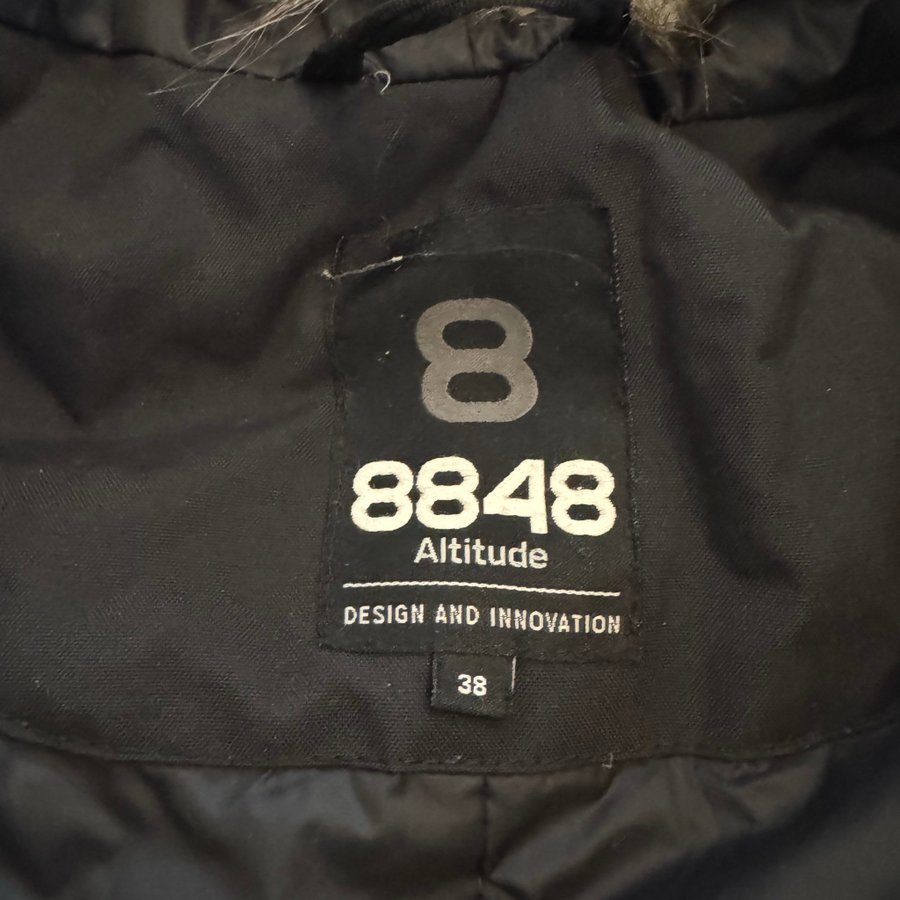 8
8848
Altitude
DESIGN AND INNOVATION
38